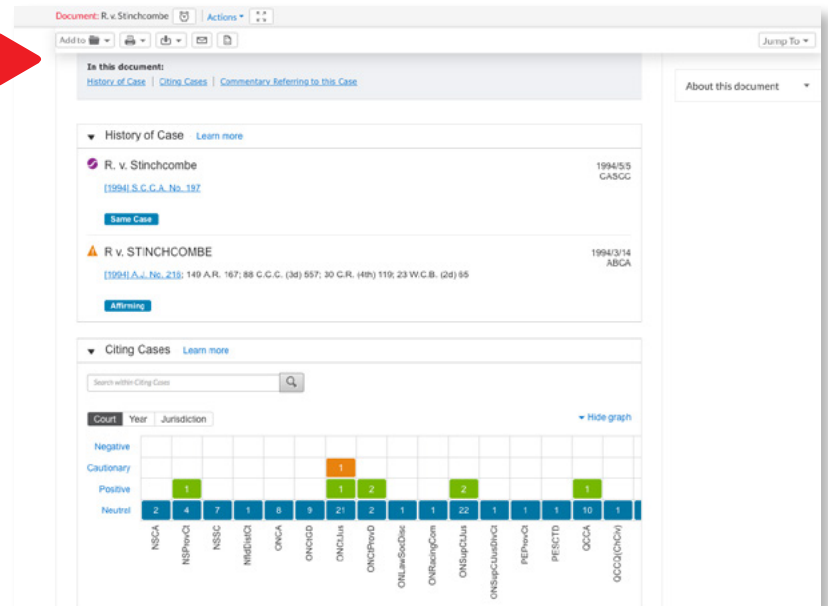 Document: R. v. Stinchcombe Actions
Add to Jump To
In this document:
History of Case | Citing Cases | Commentary Referring to this Case
About this document
History of Case Learn more
R. v. Stinchcombe 1994/5/5
CASCC
[1994] S.C.C.A. No. 197
Same Case
R v. STINCHCOMBE 1994/3/14
ABCA
[1994] A.J. No. 216; 149 A.R. 167; 88 C.C.C. (3d) 557; 30 C.R. (4th) 119; 23 W.C.B. (2d) 55
Affirming
Citing Cases Learn more
Search within Citing Cases
Court Year Jurisdiction Hide graph
Negative
Cautionary 1
Positive 1 1 2 2 1
Neutral 2 4 7 1 8 9 21 2 1 1 22 1 1 1 10 1
NSCA NSProvCt NSSC NfldDistCt ONCA ONCtGD ONCtJus ONCtProvD ONLawSocDisc ONRacingCom ONSupCtJus ONSupCtJusDivCt PEProvCt PESCTD QCCA QCCQ(ChCiv)